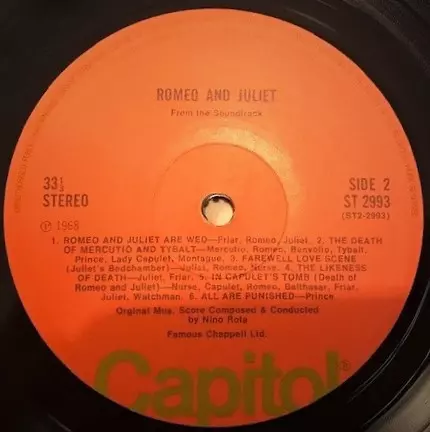 ROMEO AND JULIET
From the Soundtrack
33⅓
STEREO
SIDE 2
ST 2993
(ST2-2993)
Ⓟ 1968
1. ROMEO AND JULIET ARE WED—Friar, Romeo, Juliet. 2. THE DEATH
OF MERCUTIO AND TYBALT—Mercutio, Romeo, Benvolio, Tybalt,
Prince, Lady Capulet, Montague. 3. FAREWELL LOVE SCENE
(Juliet's Bedchamber)—Juliet, Romeo, Nurse. 4. THE LIKENESS
OF DEATH—Juliet, Friar. 5. IN CAPULET'S TOMB (Death of
Romeo and Juliet)—Nurse, Capulet, Romeo, Balthasar, Friar,
Juliet, Watchman. 6. ALL ARE PUNISHED—Prince.
Orginal Mus. Score Composed & Conducted
by Nino Rota
Famous Chappell Ltd.
Capitol®